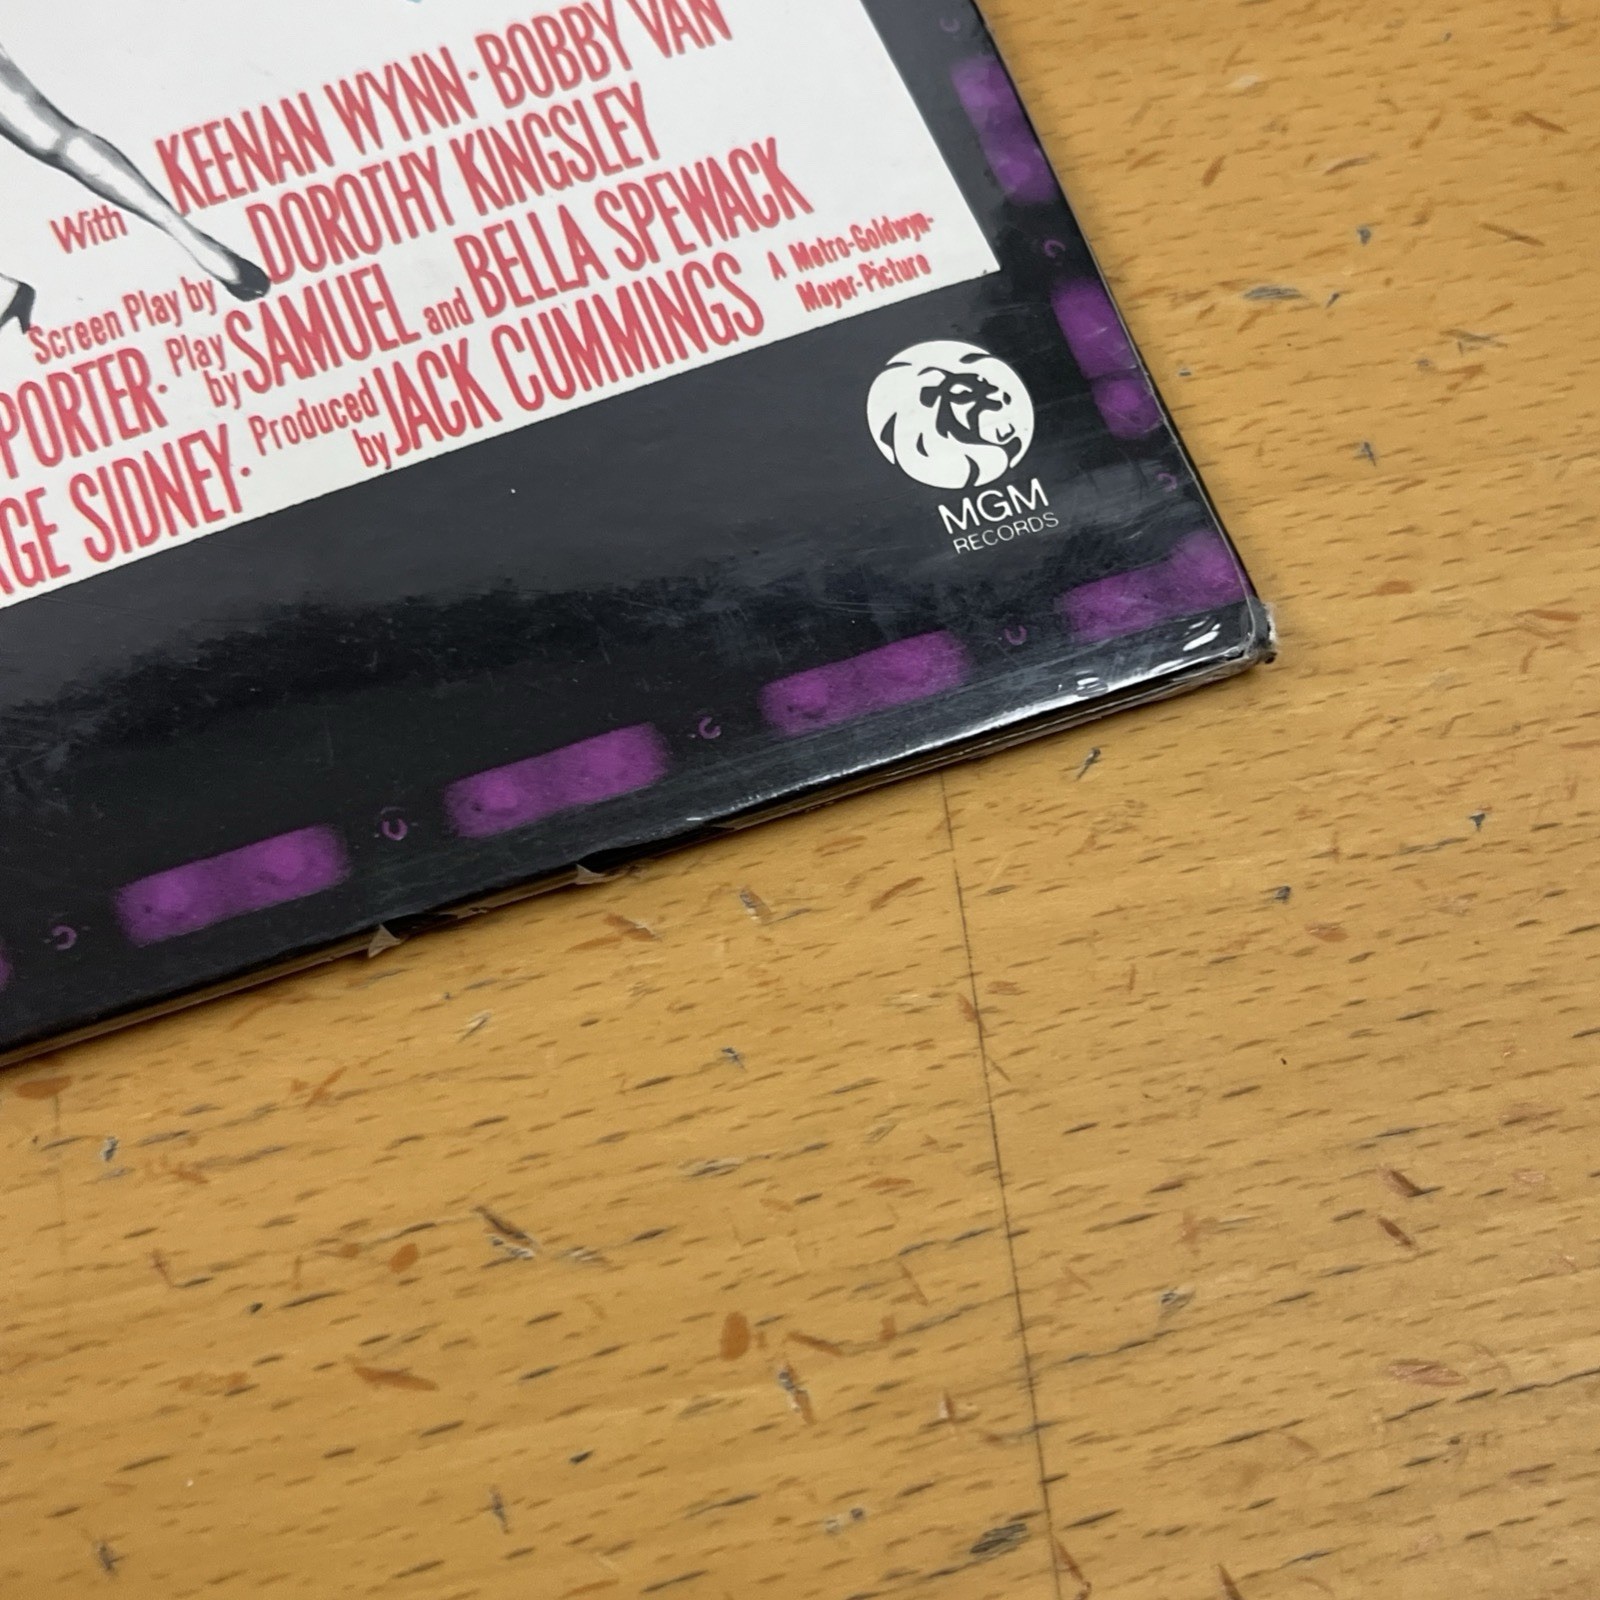 With KEENAN WYNN · BOBBY VAN
Screen Play by DOROTHY KINGSLEY
PORTER · Play by SAMUEL and BELLA SPEWACK
GE SIDNEY · Produced by JACK CUMMINGS
A Metro-Goldwyn-
Mayer-Picture
MGM
RECORDS